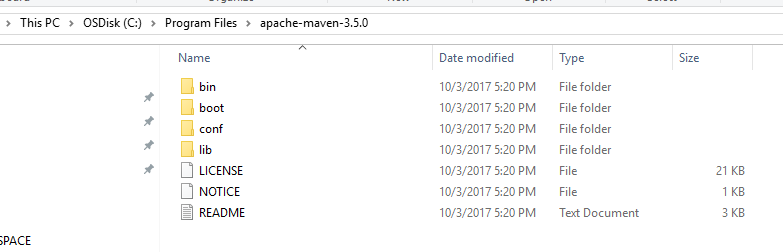 This PC > OSDisk (C:) > Program Files > apache-maven-3.5.0
Name Date modified Type Size
bin 10/3/2017 5:20 PM File folder
boot 10/3/2017 5:20 PM File folder
conf 10/3/2017 5:20 PM File folder
lib 10/3/2017 5:20 PM File folder
LICENSE 10/3/2017 5:20 PM File 21 KB
NOTICE 10/3/2017 5:20 PM File 1 KB
README 10/3/2017 5:20 PM Text Document 3 KB
SPACE